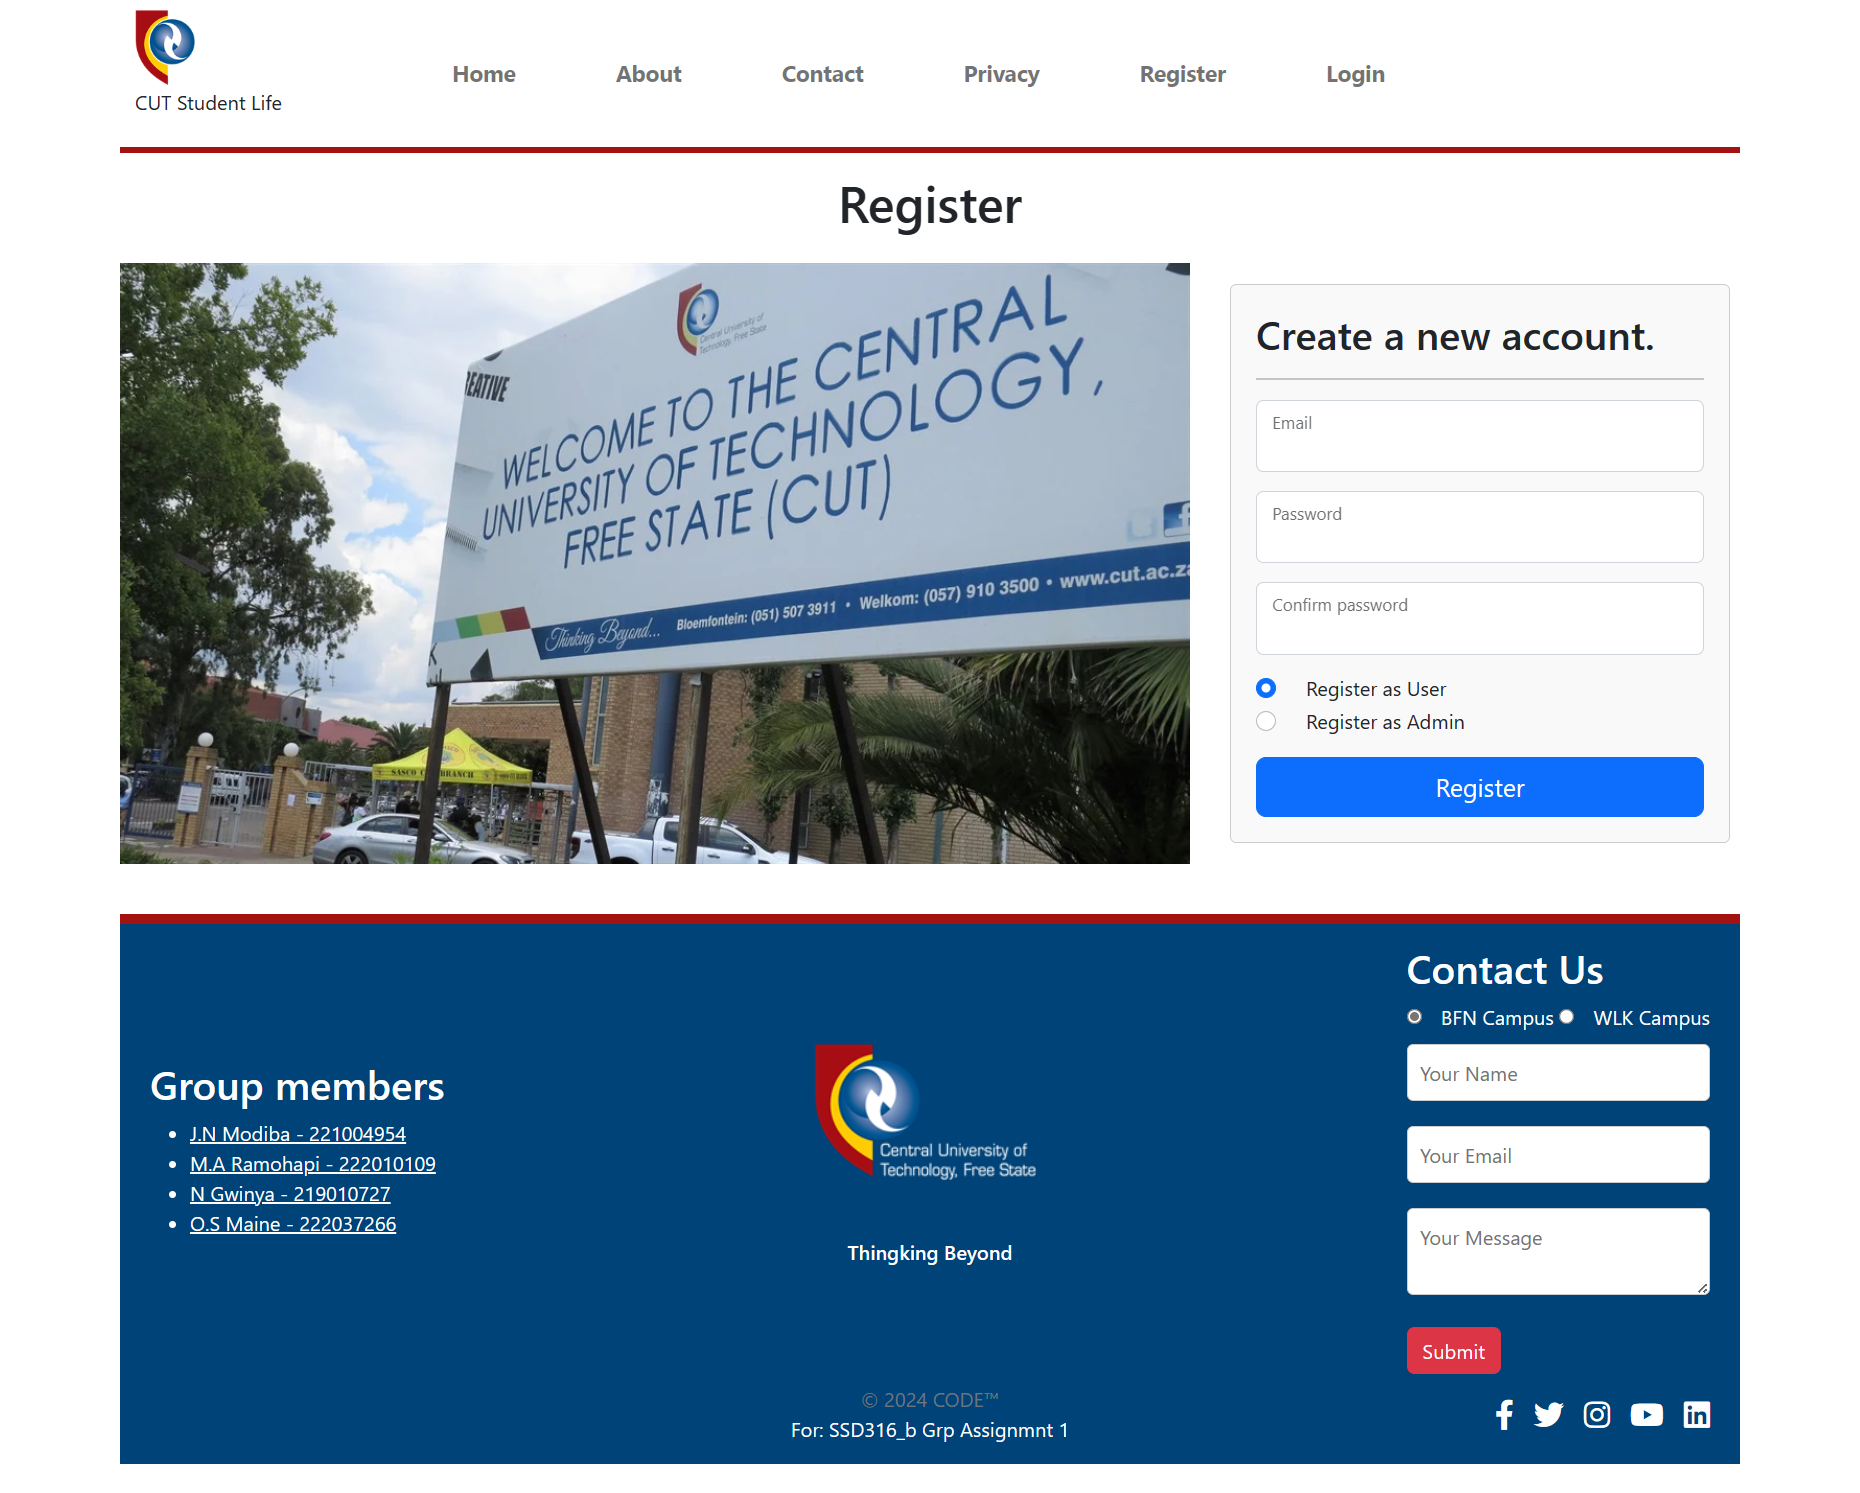 CUT Student Life
Home About Contact Privacy Register Login
Register
Central University of
Technology, Free State
WELCOME TO THE CENTRAL
UNIVERSITY OF TECHNOLOGY,
FREE STATE (CUT)
Thinking Beyond... Bloemfontein: (051) 507 3911 • Welkom: (057) 910 3500 • www.cut.ac.za
Create a new account.
Email
Password
Confirm password
Register as User
Register as Admin
Register
Group members
J.N Modiba - 221004954
M.A Ramohapi - 222010109
N Gwinya - 219010727
O.S Maine - 222037266
Central University of
Technology, Free State
Thingking Beyond
© 2024 CODE™
For: SSD316_b Grp Assignmnt 1
Contact Us
BFN Campus WLK Campus
Your Name
Your Email
Your Message
Submit